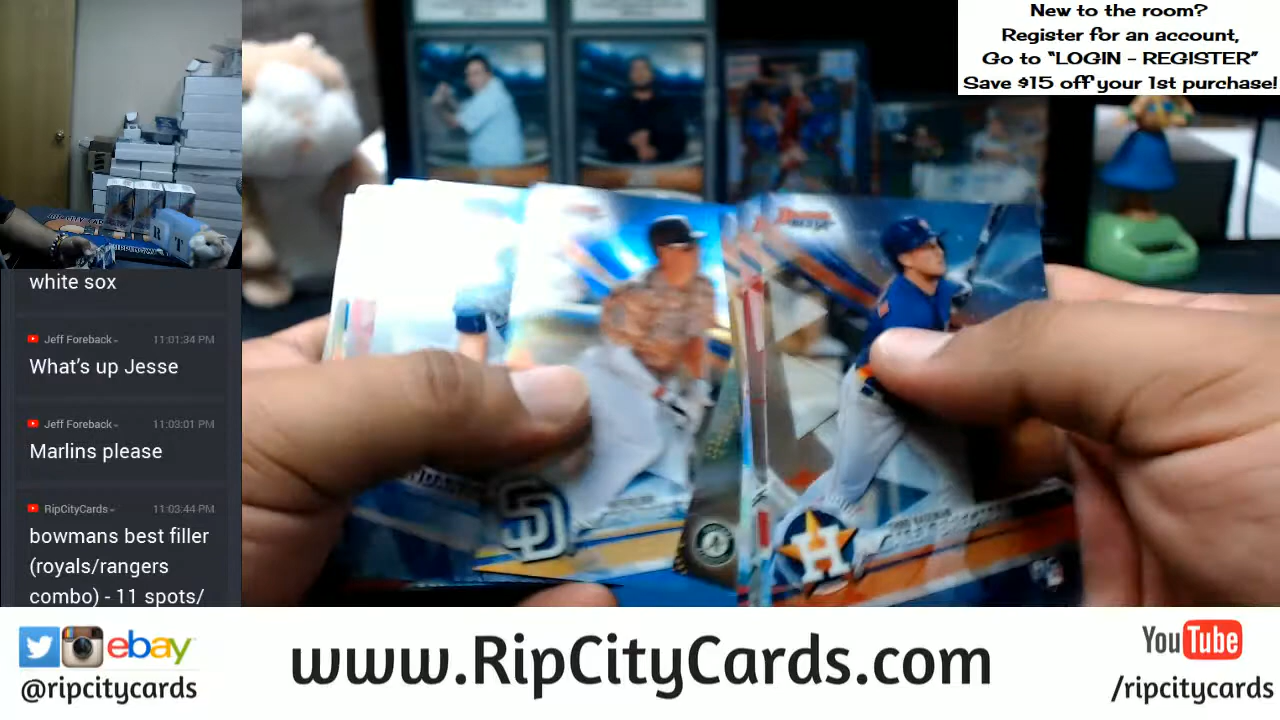 New to the room?
Register for an account,
Go to “LOGIN - REGISTER”
Save $15 off your 1st purchase!
white sox
Jeff Foreback
11:01:34 PM
What's up Jesse
Jeff Foreback
11:03:01 PM
Marlins please
RipCityCards
11:03:44 PM
bowmans best filler
(royals/rangers
combo) - 11 spots/
ebay
@ripcitycards
www.RipCityCards.com
YouTube
/ripcitycards